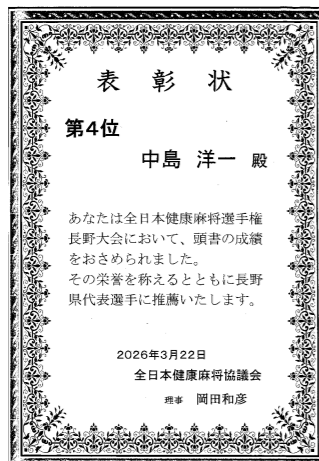 表彰状
第4位
中島 洋一 殿
あなたは全日本健康麻将選手権
長野大会において、頭書の成績
をおさめられました。
その栄誉を称えるとともに長野
県代表選手に推薦いたします。
2026年3月22日
全日本健康麻将協議会
理事 岡田和彦